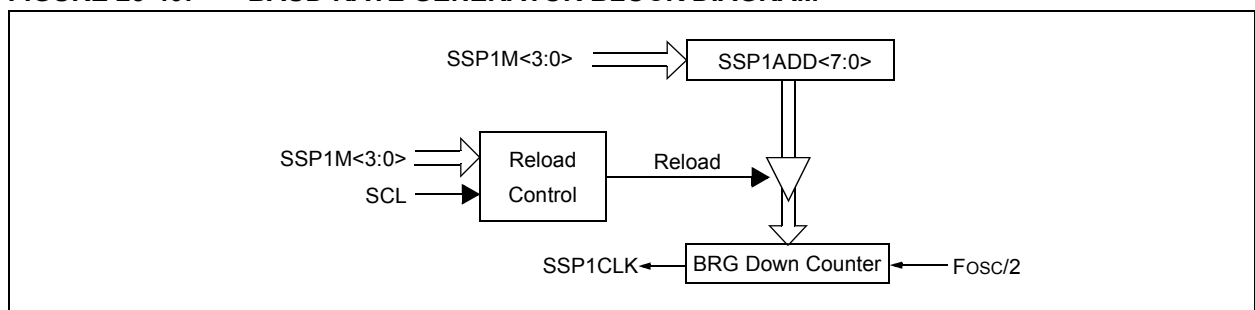 SSP1M<3:0>
SSP1ADD<7:0>
SSP1M<3:0>
SCL
Reload
Control
Reload
SSP1CLK
BRG Down Counter
FOSC/2